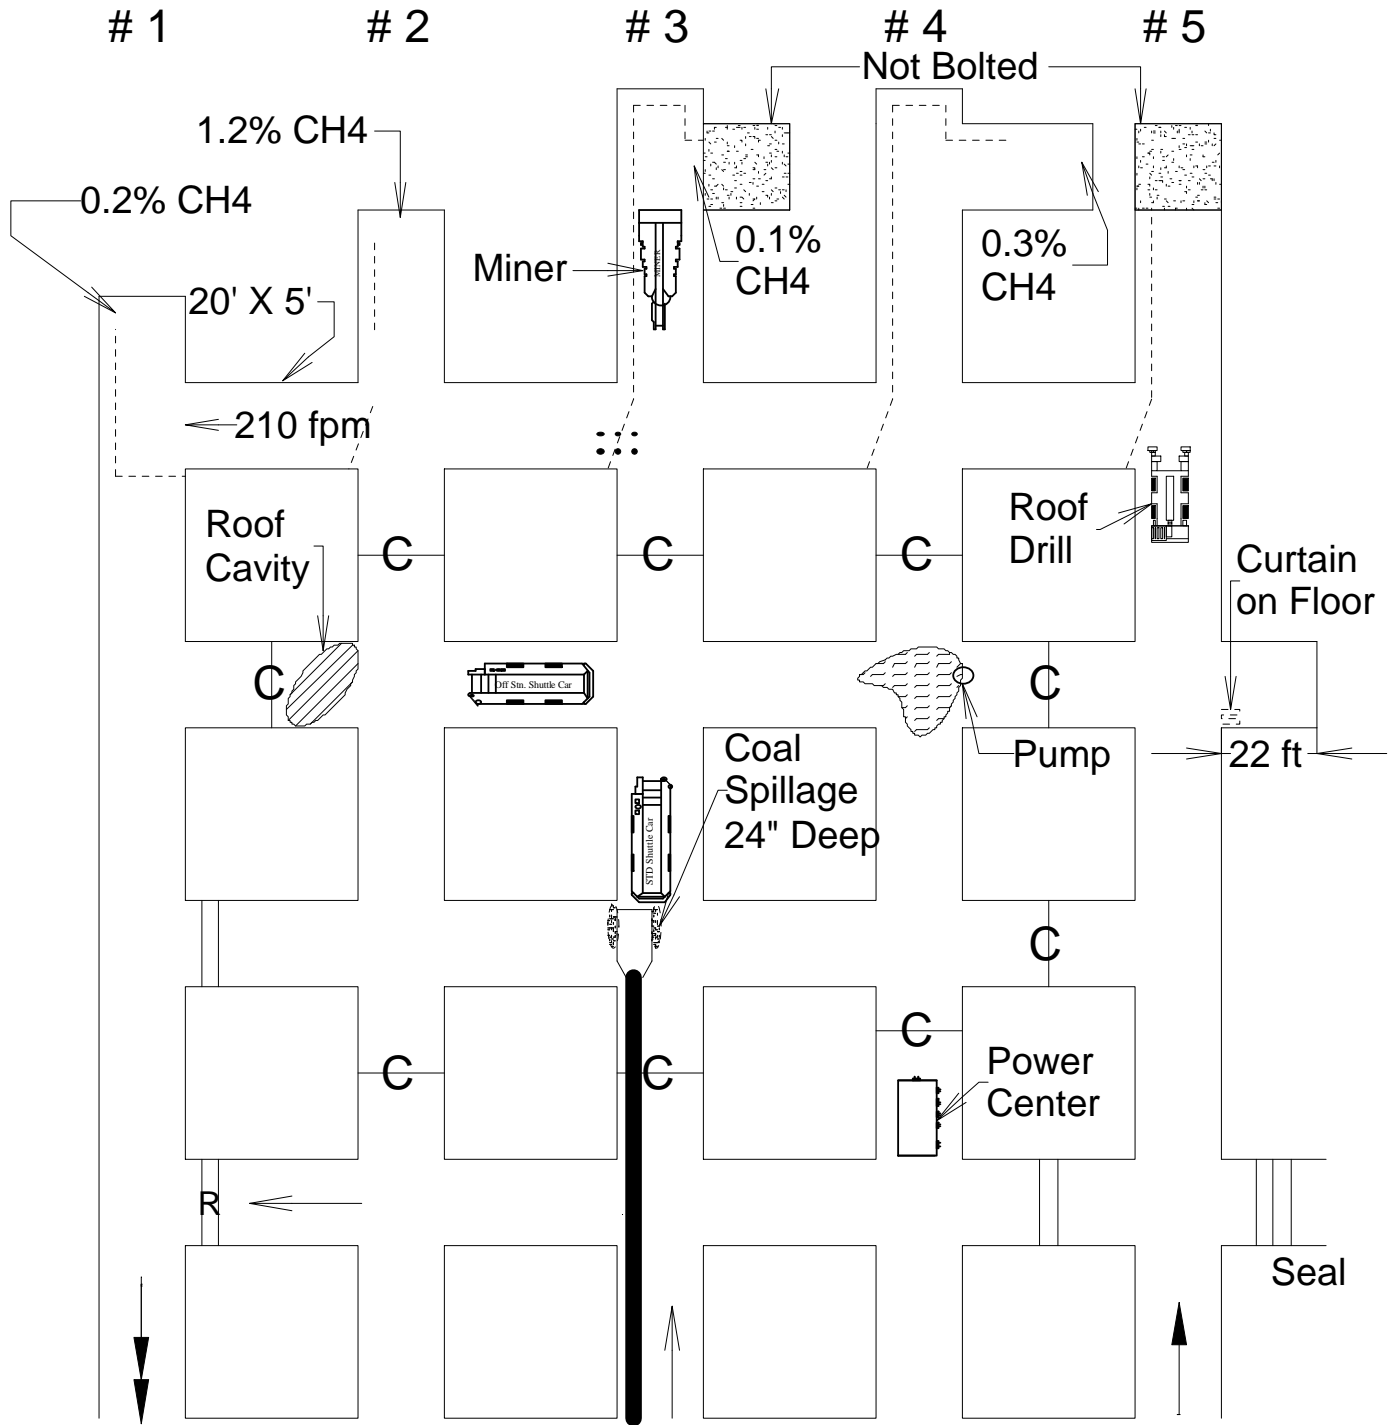 # 1
# 2
# 3
# 4
# 5
Not Bolted
1.2% CH4
0.2% CH4
0.1%
CH4
0.3%
CH4
Miner
MINER
20' X 5'
210 fpm
Roof
Cavity
C
C
C
Roof
Drill
Curtain
on Floor
C
Off Stn. Shuttle Car
C
Pump
22 ft
Coal
Spillage
24" Deep
STD Shuttle Car
C
C
C
C
Power
Center
R
Seal